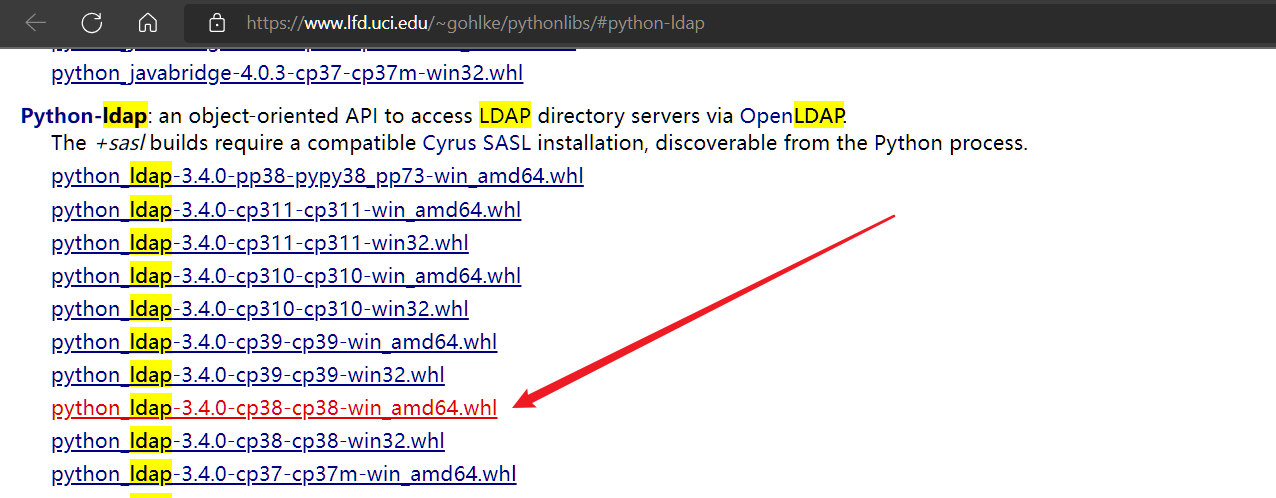 https://www.lfd.uci.edu/~gohlke/pythonlibs/#python-ldap
python_javabridge-4.0.3-cp37-cp37m-win32.whl
Python-ldap: an object-oriented API to access LDAP directory servers via OpenLDAP.
The +sasl builds require a compatible Cyrus SASL installation, discoverable from the Python process.
python_ldap-3.4.0-pp38-pypy38_pp73-win_amd64.whl
python_ldap-3.4.0-cp311-cp311-win_amd64.whl
python_ldap-3.4.0-cp311-cp311-win32.whl
python_ldap-3.4.0-cp310-cp310-win_amd64.whl
python_ldap-3.4.0-cp310-cp310-win32.whl
python_ldap-3.4.0-cp39-cp39-win_amd64.whl
python_ldap-3.4.0-cp39-cp39-win32.whl
python_ldap-3.4.0-cp38-cp38-win_amd64.whl
python_ldap-3.4.0-cp38-cp38-win32.whl
python_ldap-3.4.0-cp37-cp37m-win_amd64.whl